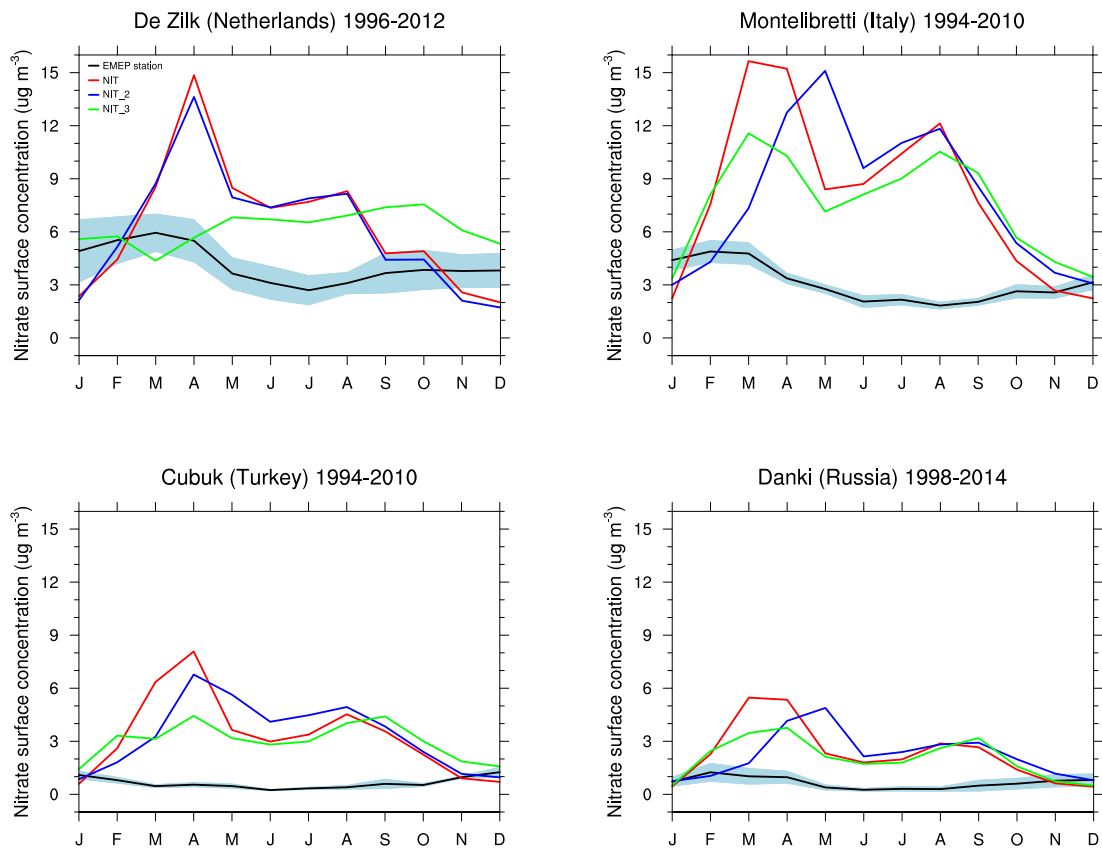 De Zilk (Netherlands) 1996-2012
Nitrate surface concentration (ug m-3)
15
12
9
6
3
0
EMEP station
NIT
NIT_2
NIT_3
J F M A M J J A S O N D
Montelibretti (Italy) 1994-2010
Nitrate surface concentration (ug m-3)
15
12
9
6
3
0
J F M A M J J A S O N D
Cubuk (Turkey) 1994-2010
Nitrate surface concentration (ug m-3)
15
12
9
6
3
0
J F M A M J J A S O N D
Danki (Russia) 1998-2014
Nitrate surface concentration (ug m-3)
15
12
9
6
3
0
J F M A M J J A S O N D